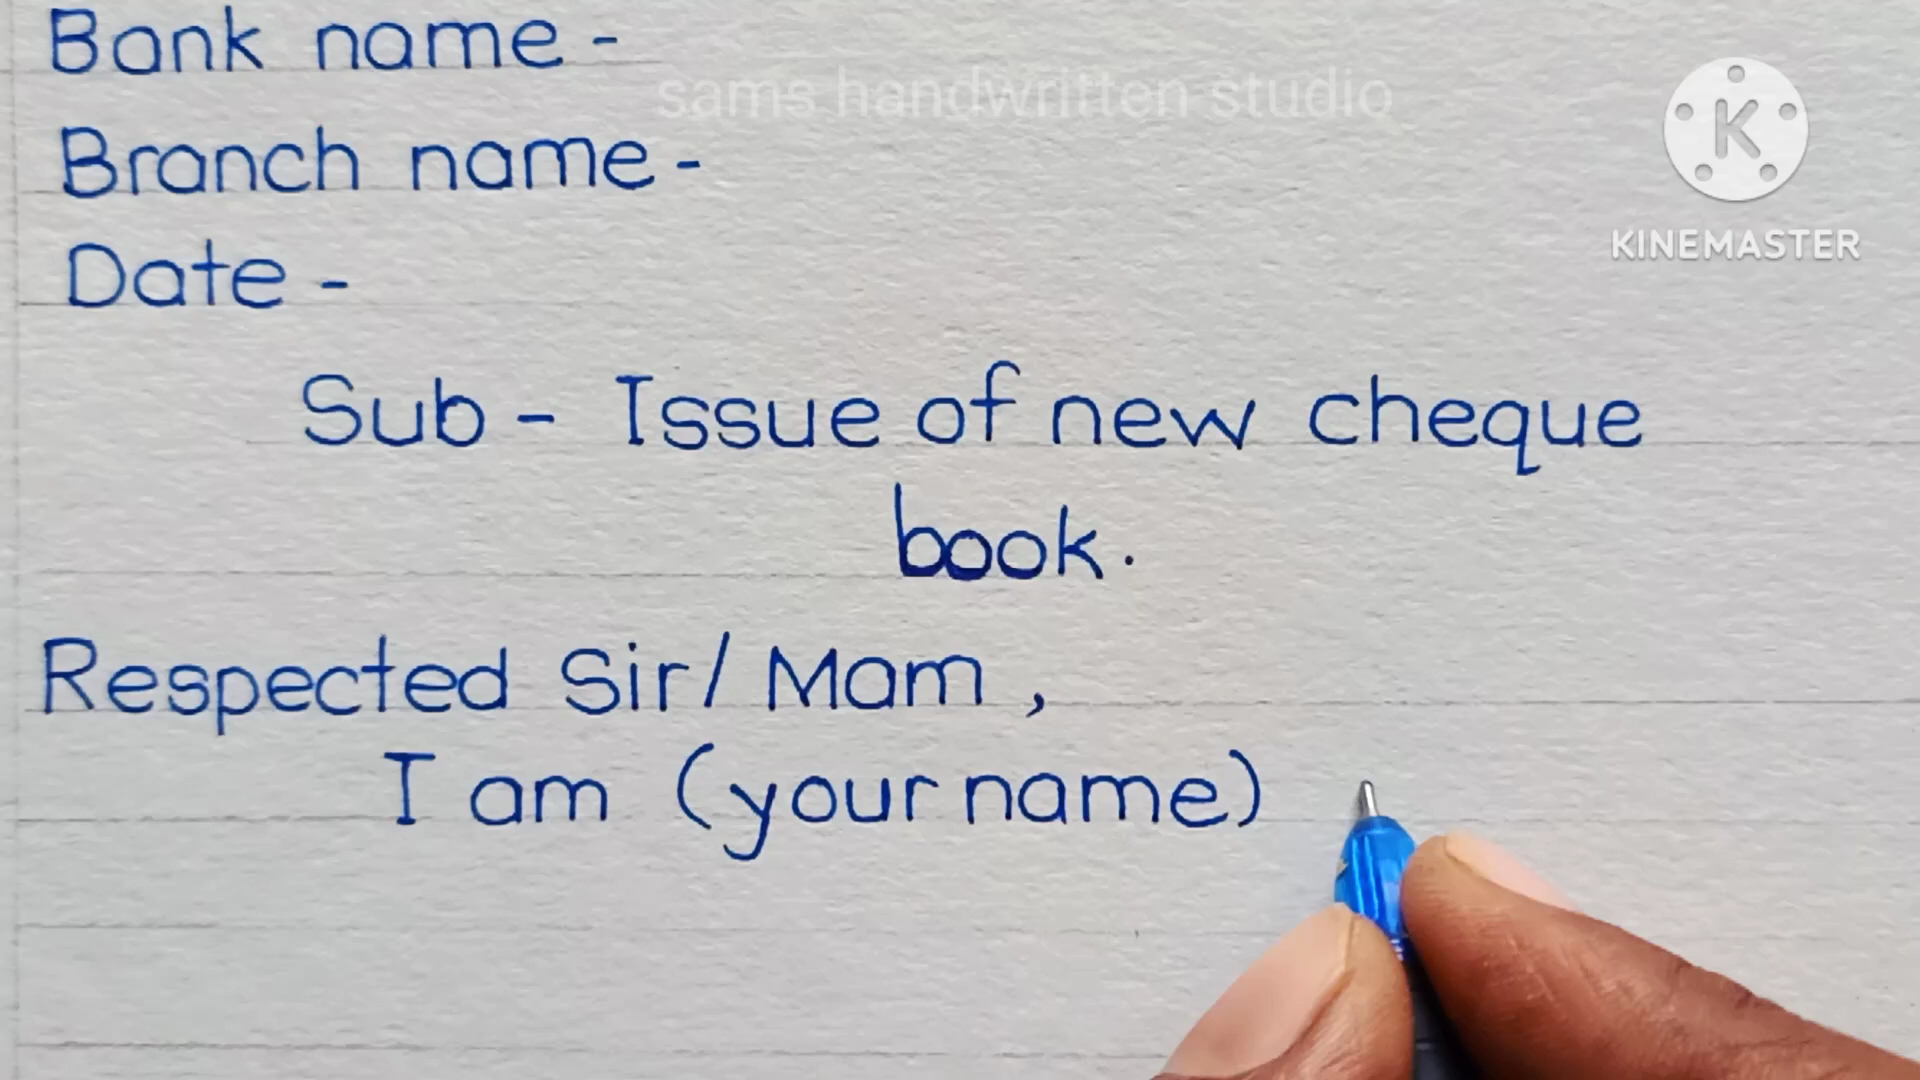 Bank name -
sams handwritten studio
Branch name -
KINEMASTER
Date -
Sub - Issue of new cheque
book.
Respected Sir/ Mam ,
I am (your name)